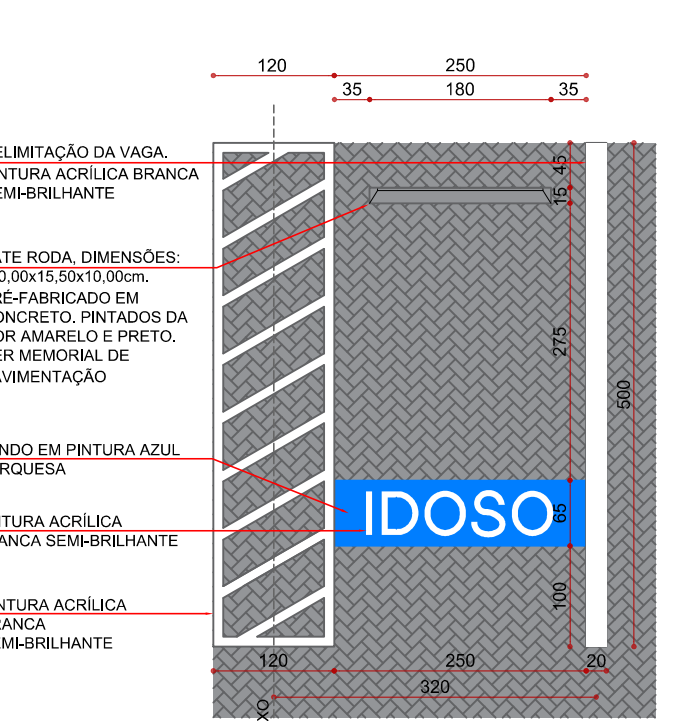 120
250
35
180
35
ELIMITAÇÃO DA VAGA.
NTURA ACRÍLICA BRANCA
EMI-BRILHANTE
45
15
ATE RODA, DIMENSÕES:
0,00x15,50x10,00cm.
RÉ-FABRICADO EM
ONCRETO. PINTADOS DA
OR AMARELO E PRETO.
ER MEMORIAL DE
AVIMENTAÇÃO
275
500
NDO EM PINTURA AZUL
RQUESA
IDOSO
65
NTURA ACRÍLICA
ANCA SEMI-BRILHANTE
100
NTURA ACRÍLICA
RANCA
EMI-BRILHANTE
120
250
20
320
XO